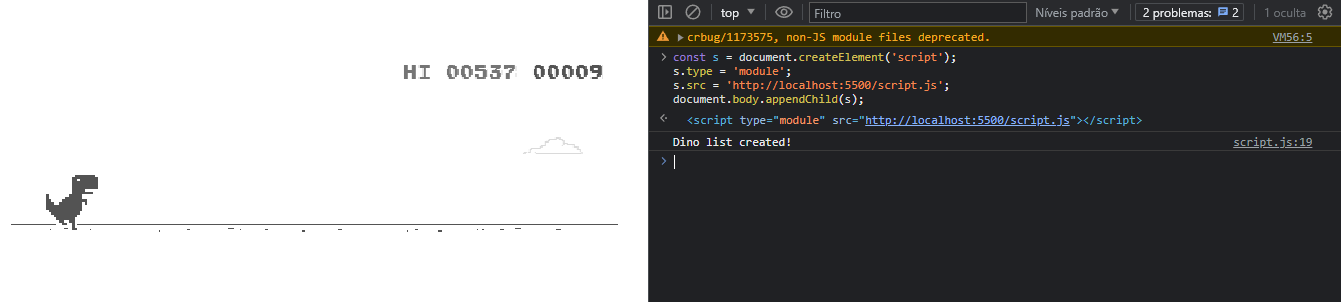 HI 00537 00009
top Filtro Níveis padrão 2 problemas: 2 1 oculta
crbug/1173575, non-JS module files deprecated. VM56:5
const s = document.createElement('script');
s.type = 'module';
s.src = 'http://localhost:5500/script.js';
document.body.appendChild(s);
<script type="module" src="http://localhost:5500/script.js"></script>
Dino list created! script.js:19